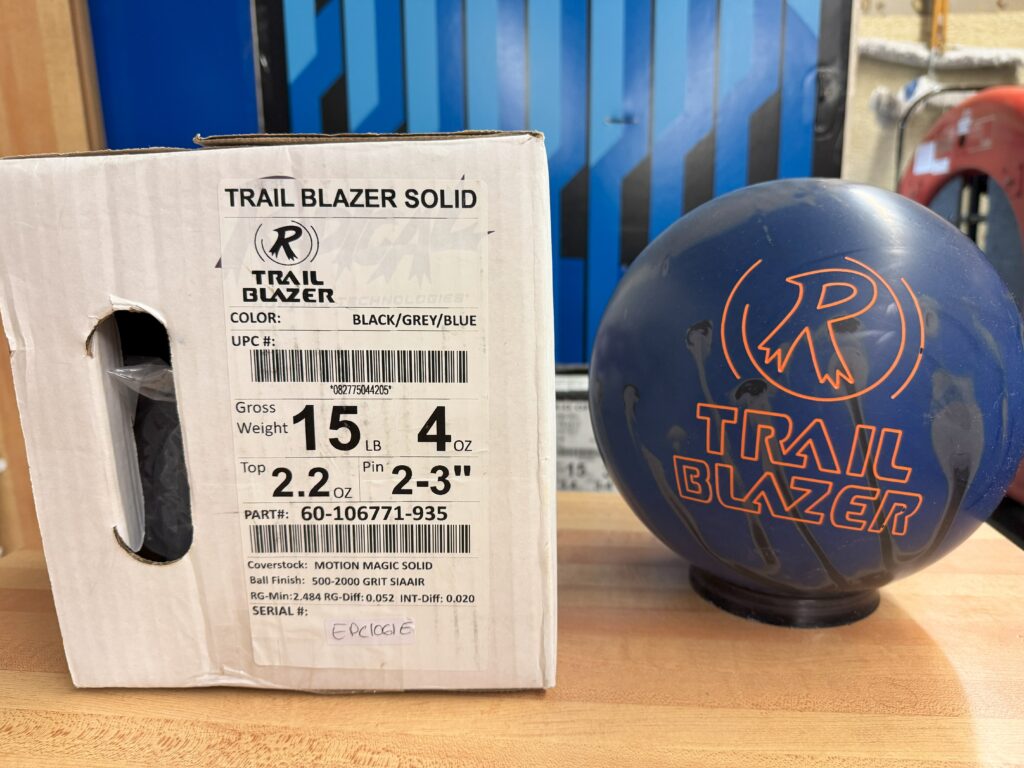 TRAIL BLAZER SOLID
R
TRAIL
BLAZER
TECHNOLOGIES
COLOR: BLACK/GREY/BLUE
UPC #:
*082775044205*
Gross Weight 15 LB 4 OZ
Top 2.2 OZ Pin 2-3"
PART#: 60-106771-935
Coverstock: MOTION MAGIC SOLID
Ball Finish: 500-2000 GRIT SIAAIR
RG-Min:2.484 RG-Diff:0.052 INT-Diff:0.020
SERIAL #:
EPC1061E
R
TRAIL
BLAZER